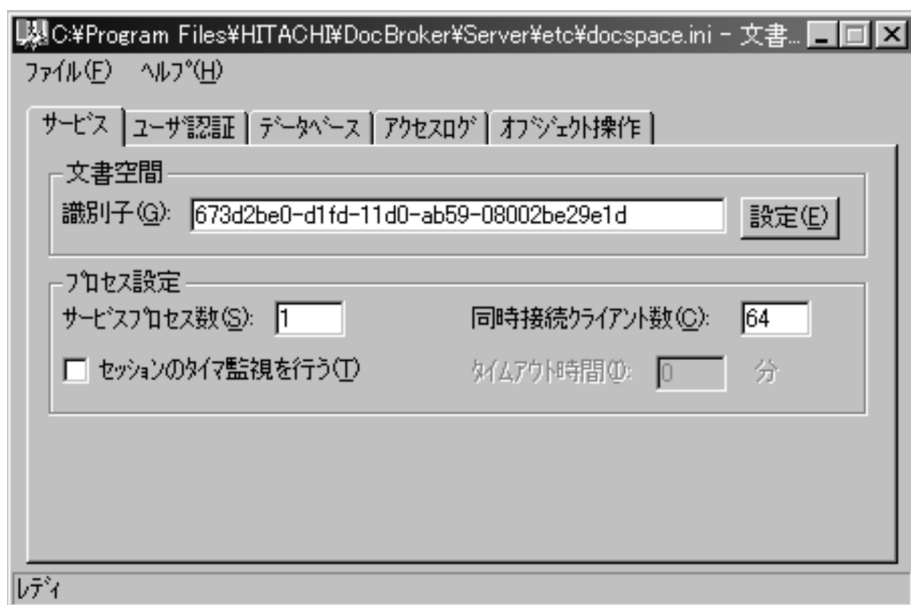 C:¥Program Files¥HITACHI¥DocBroker¥Server¥etc¥docspace.ini - 文書...
ﾌｧｲﾙ(F) ﾍﾙﾌﾟ(H)
ｻｰﾋﾞｽ ﾕｰｻﾞ認証 ﾃﾞｰﾀﾍﾞｰｽ ｱｸｾｽﾛｸﾞ ｵﾌﾞｼﾞｪｸﾄ操作
文書空間
識別子(G): 673d2be0-d1fd-11d0-ab59-08002be29e1d 設定(E)
ﾌﾟﾛｾｽ設定
ｻｰﾋﾞｽﾌﾟﾛｾｽ数(S): 1 同時接続ｸﾗｲｱﾝﾄ数(C): 64
ｾｯｼｮﾝのﾀｲﾏ監視を行う(T) ﾀｲﾑｱｳﾄ時間(I): 0 分
ﾚﾃﾞｨ